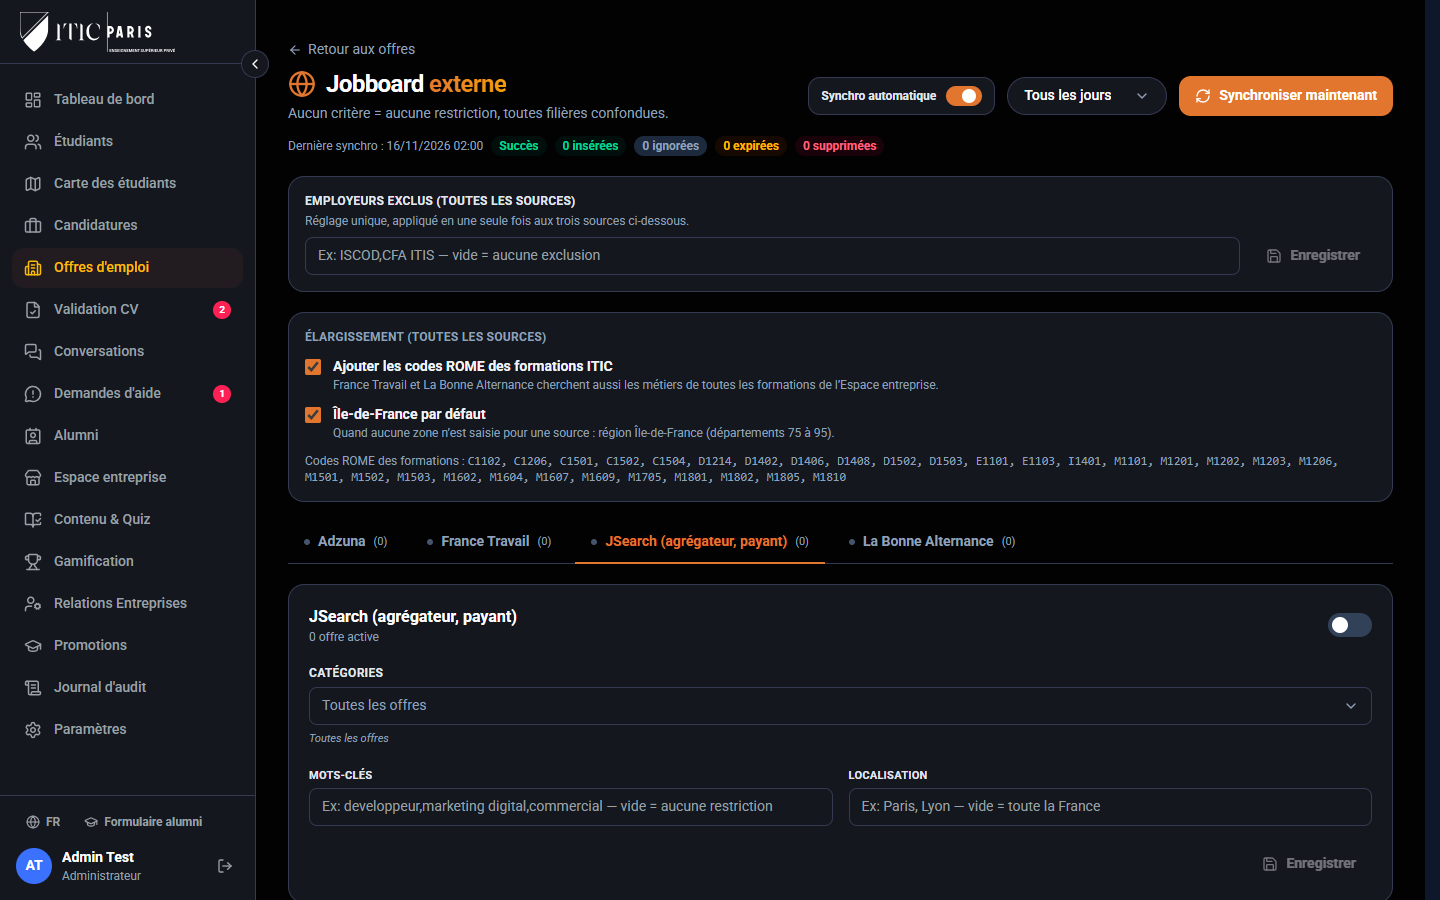 ITIC PARIS
ENSEIGNEMENT SUPÉRIEUR PRIVÉ
Tableau de bord
Étudiants
Carte des étudiants
Candidatures
Offres d'emploi
Validation CV 2
Conversations
Demandes d'aide 1
Alumni
Espace entreprise
Contenu & Quiz
Gamification
Relations Entreprises
Promotions
Journal d'audit
Paramètres
FR Formulaire alumni
AT Admin Test
Administrateur
Retour aux offres
Jobboard externe
Aucun critère = aucune restriction, toutes filières confondues.
Synchro automatique Tous les jours Synchroniser maintenant
Dernière synchro : 16/11/2026 02:00 Succès 0 insérées 0 ignorées 0 expirées 0 supprimées
EMPLOYEURS EXCLUS (TOUTES LES SOURCES)
Réglage unique, appliqué en une seule fois aux trois sources ci-dessous.
Ex: ISCOD,CFA ITIS — vide = aucune exclusion Enregistrer
ÉLARGISSEMENT (TOUTES LES SOURCES)
Ajouter les codes ROME des formations ITIC
France Travail et La Bonne Alternance cherchent aussi les métiers de toutes les formations de l'Espace entreprise.
Île-de-France par défaut
Quand aucune zone n'est saisie pour une source : région Île-de-France (départements 75 à 95).
Codes ROME des formations : C1102, C1206, C1501, C1502, C1504, D1214, D1402, D1406, D1408, D1502, D1503, E1101, E1103, I1401, M1101, M1201, M1202, M1203, M1206,
M1501, M1502, M1503, M1602, M1604, M1607, M1609, M1705, M1801, M1802, M1805, M1810
Adzuna (0) France Travail (0) JSearch (agrégateur, payant) (0) La Bonne Alternance (0)
JSearch (agrégateur, payant)
0 offre active
CATÉGORIES
Toutes les offres
Toutes les offres
MOTS-CLÉS LOCALISATION
Ex: developpeur,marketing digital,commercial — vide = aucune restriction Ex: Paris, Lyon — vide = toute la France
Enregistrer